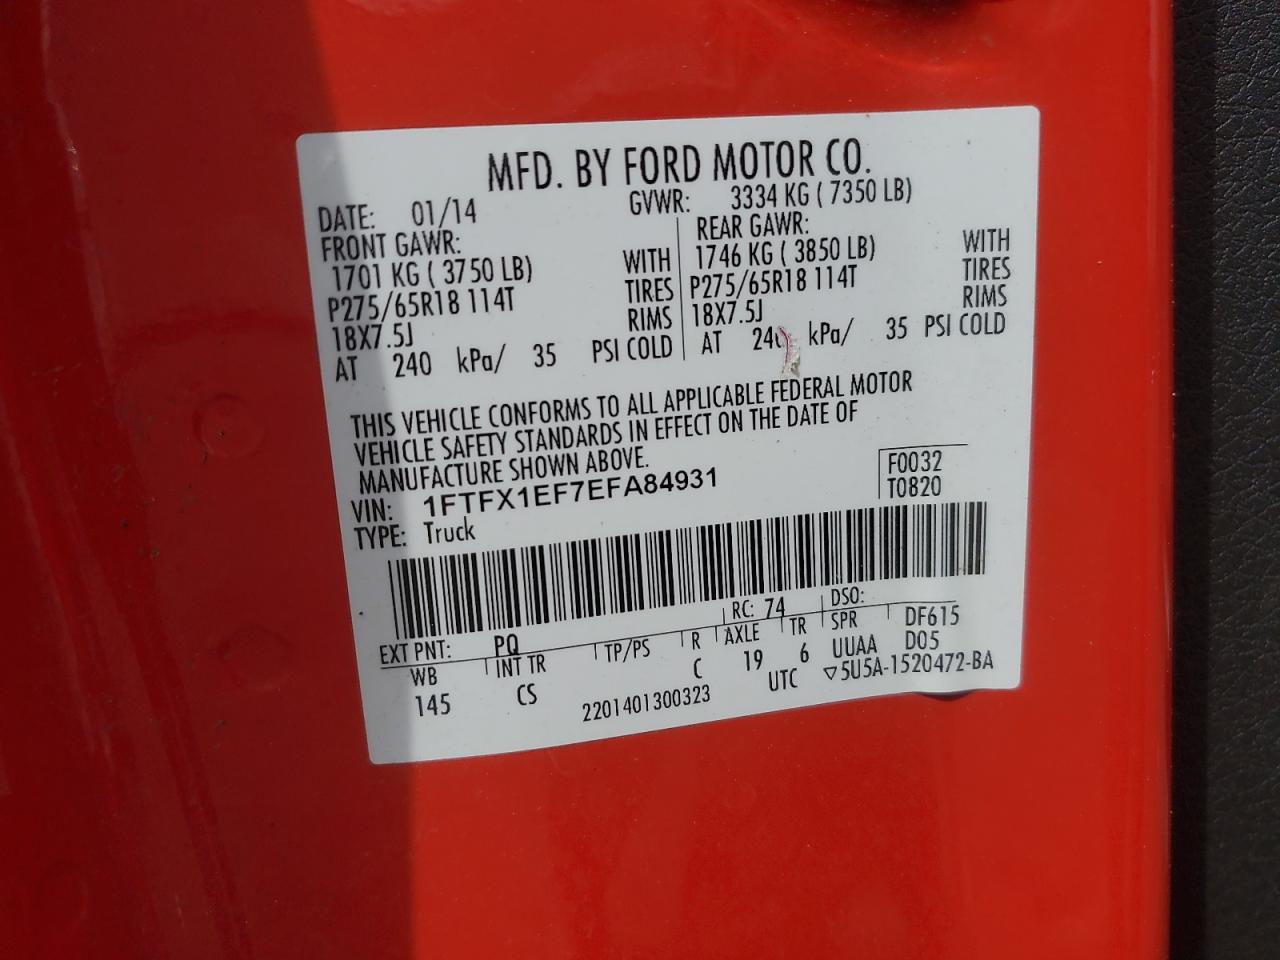 MFD. BY FORD MOTOR CO.
DATE: 01/14 GVWR: 3334 KG ( 7350 LB)
FRONT GAWR: REAR GAWR:
1701 KG ( 3750 LB) WITH 1746 KG ( 3850 LB) WITH
P275/65R18 114T TIRES P275/65R18 114T TIRES
18X7.5J RIMS 18X7.5J RIMS
AT 240 kPa/ 35 PSI COLD AT 240 kPa/ 35 PSI COLD
THIS VEHICLE CONFORMS TO ALL APPLICABLE FEDERAL MOTOR
VEHICLE SAFETY STANDARDS IN EFFECT ON THE DATE OF
MANUFACTURE SHOWN ABOVE.
VIN: 1FTFX1EF7EFA84931 F0032
TYPE: Truck T0820
EXT PNT: PQ RC: 74 DSO:
WB INT TR TP/PS R AXLE TR SPR DF615
145 CS C 19 6 UUAA D05
2201401300323 UTC ▽5U5A-1520472-BA